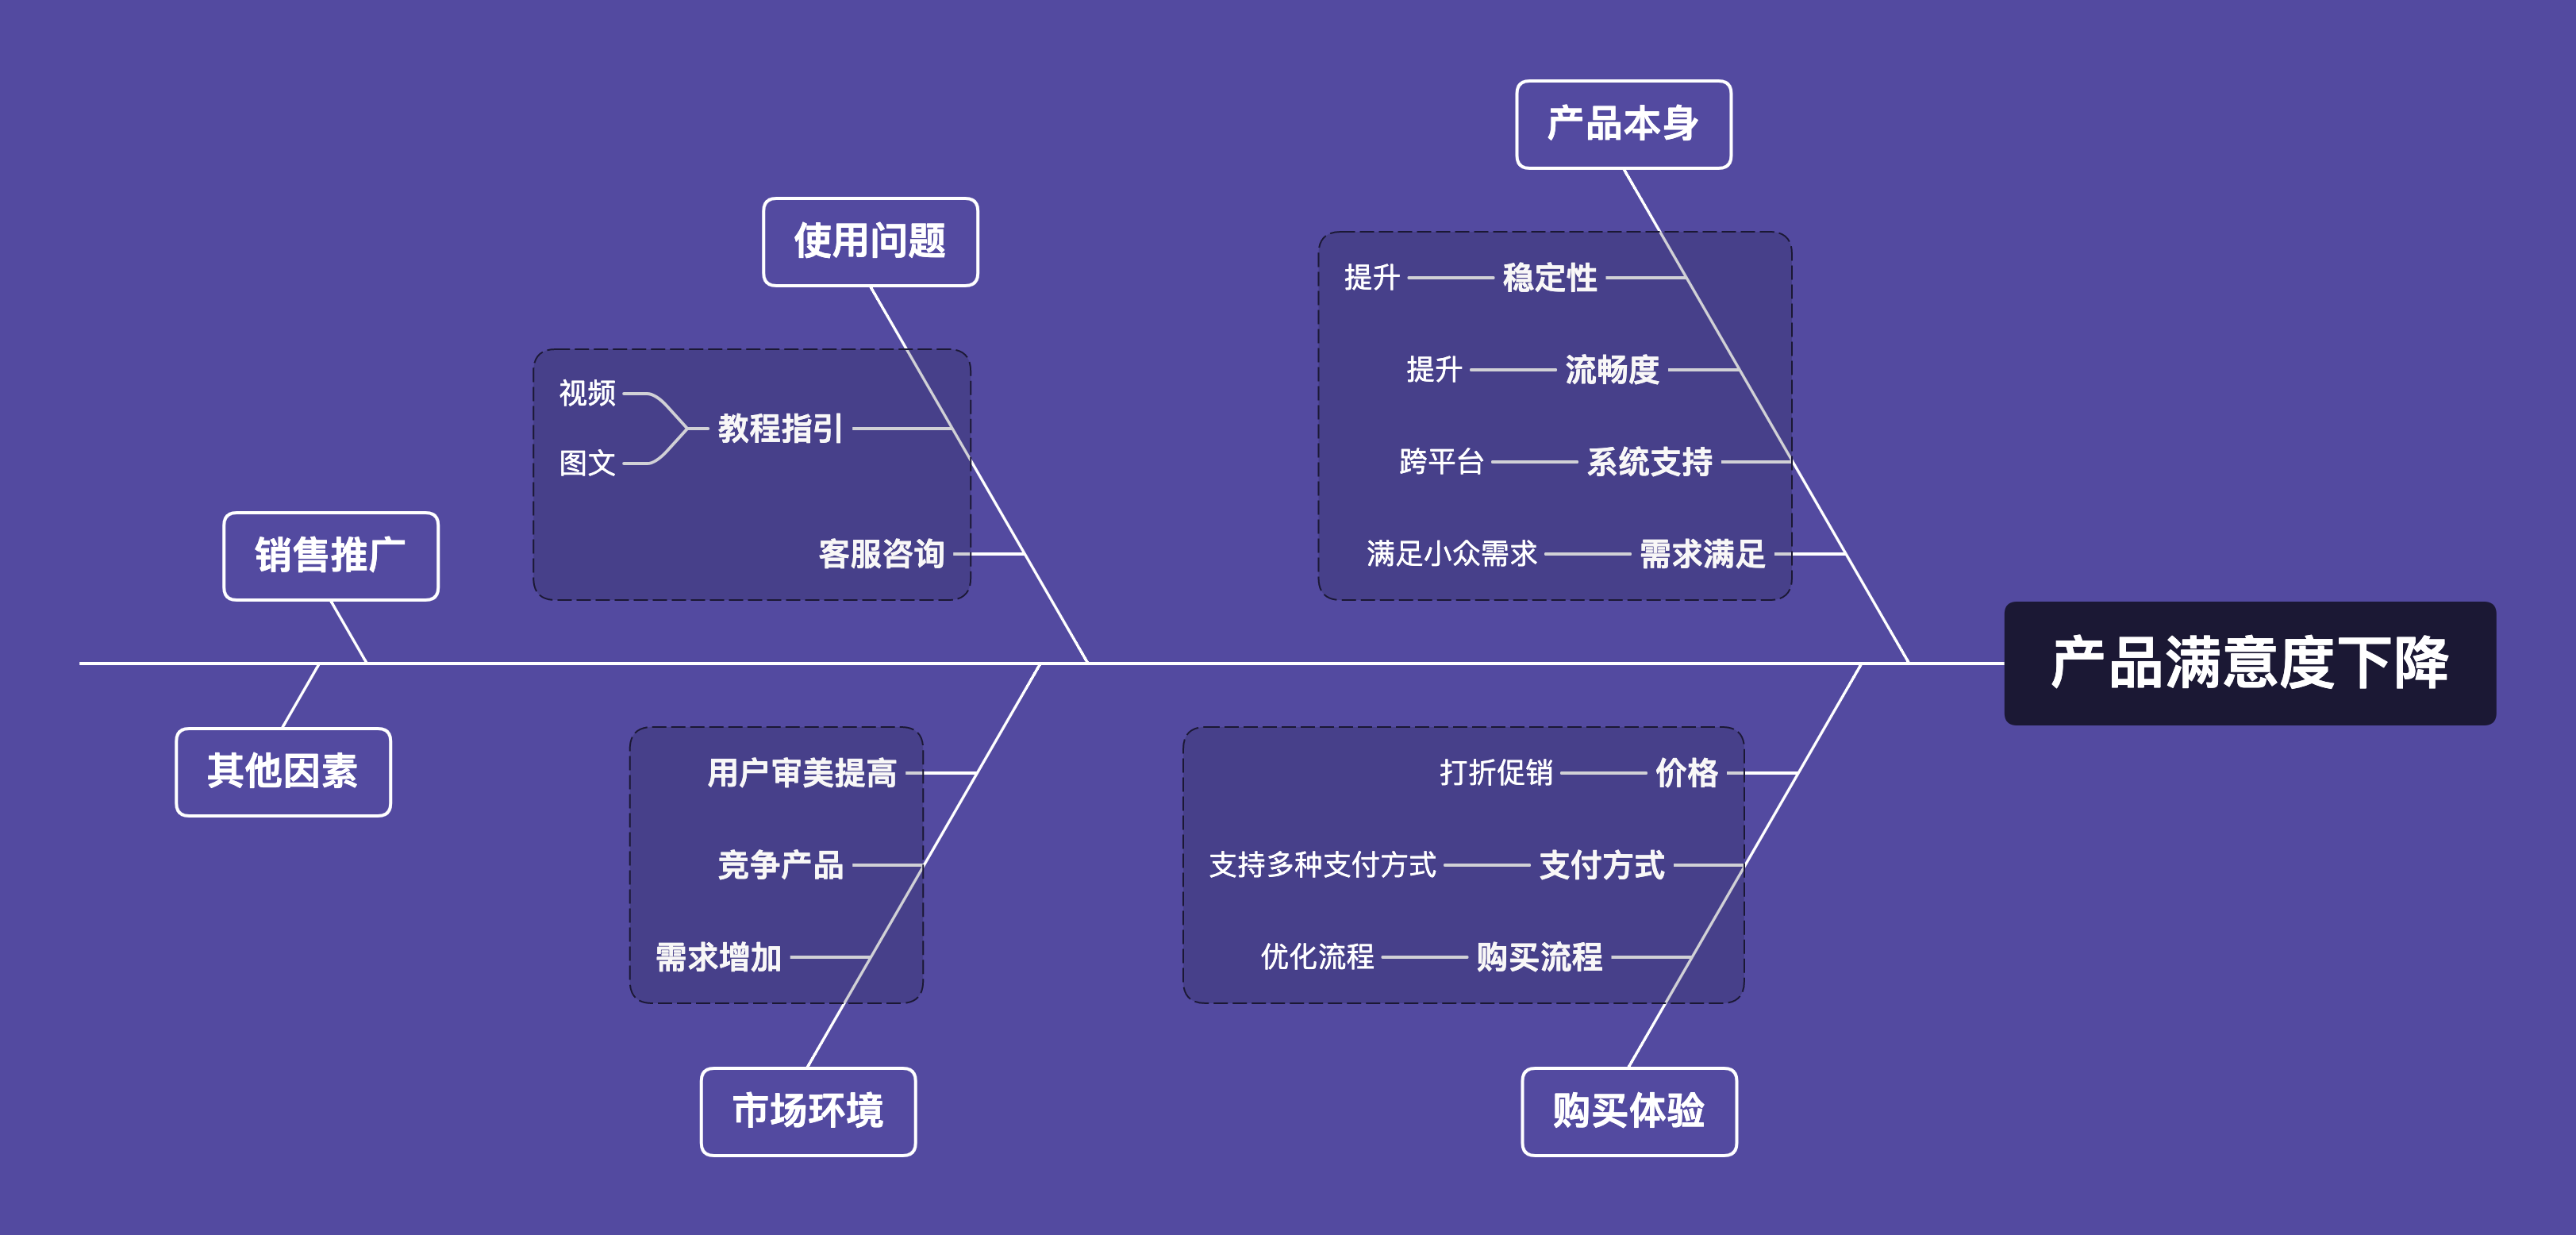 产品本身
使用问题
提升 稳定性
提升 流畅度
视频
教程指引
图文
跨平台 系统支持
销售推广
客服咨询
满足小众需求 需求满足
产品满意度下降
其他因素
用户审美提高
打折促销 价格
竞争产品
支持多种支付方式 支付方式
需求增加
优化流程 购买流程
市场环境
购买体验